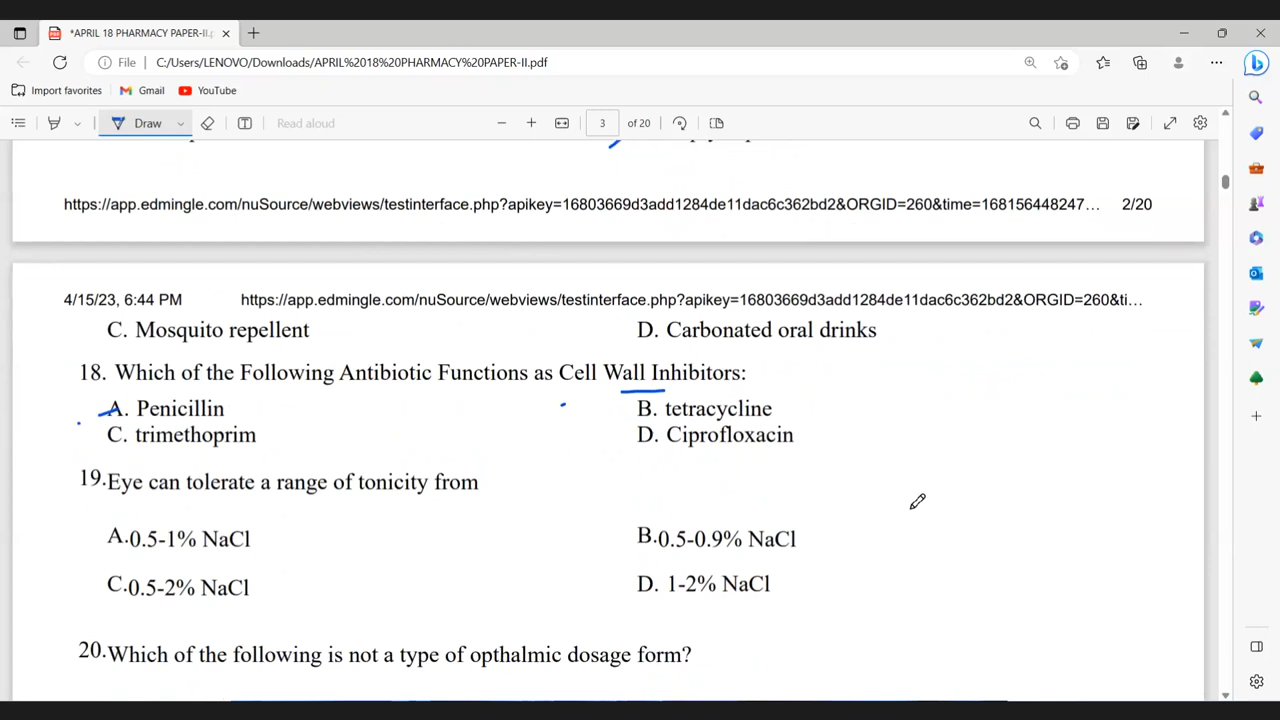 *APRIL 18 PHARMACY PAPER-II.p
File C:/Users/LENOVO/Downloads/APRIL%2018%20PHARMACY%20PAPER-II.pdf
Import favorites Gmail YouTube
Draw Read aloud 3 of 20
https://app.edmingle.com/nuSource/webviews/testinterface.php?apikey=16803669d3add1284de11dac6c362bd2&ORGID=260&time=168156448247... 2/20
4/15/23, 6:44 PM https://app.edmingle.com/nuSource/webviews/testinterface.php?apikey=16803669d3add1284de11dac6c362bd2&ORGID=260&ti...
C. Mosquito repellent D. Carbonated oral drinks
18. Which of the Following Antibiotic Functions as Cell Wall Inhibitors:
A. Penicillin B. tetracycline
C. trimethoprim D. Ciprofloxacin
19.Eye can tolerate a range of tonicity from
A.0.5-1% NaCl B.0.5-0.9% NaCl
C.0.5-2% NaCl D. 1-2% NaCl
20.Which of the following is not a type of opthalmic dosage form?